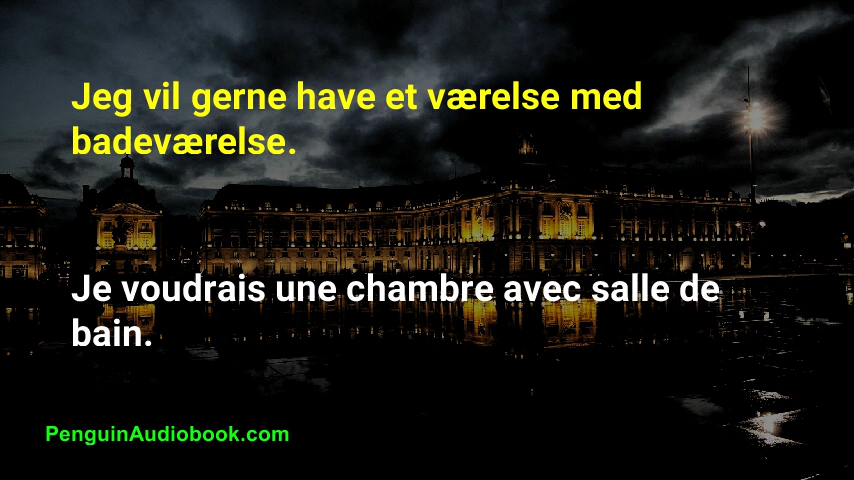 Jeg vil gerne have et værelse med
badeværelse.
Je voudrais une chambre avec salle de
bain.
PenguinAudiobook.com